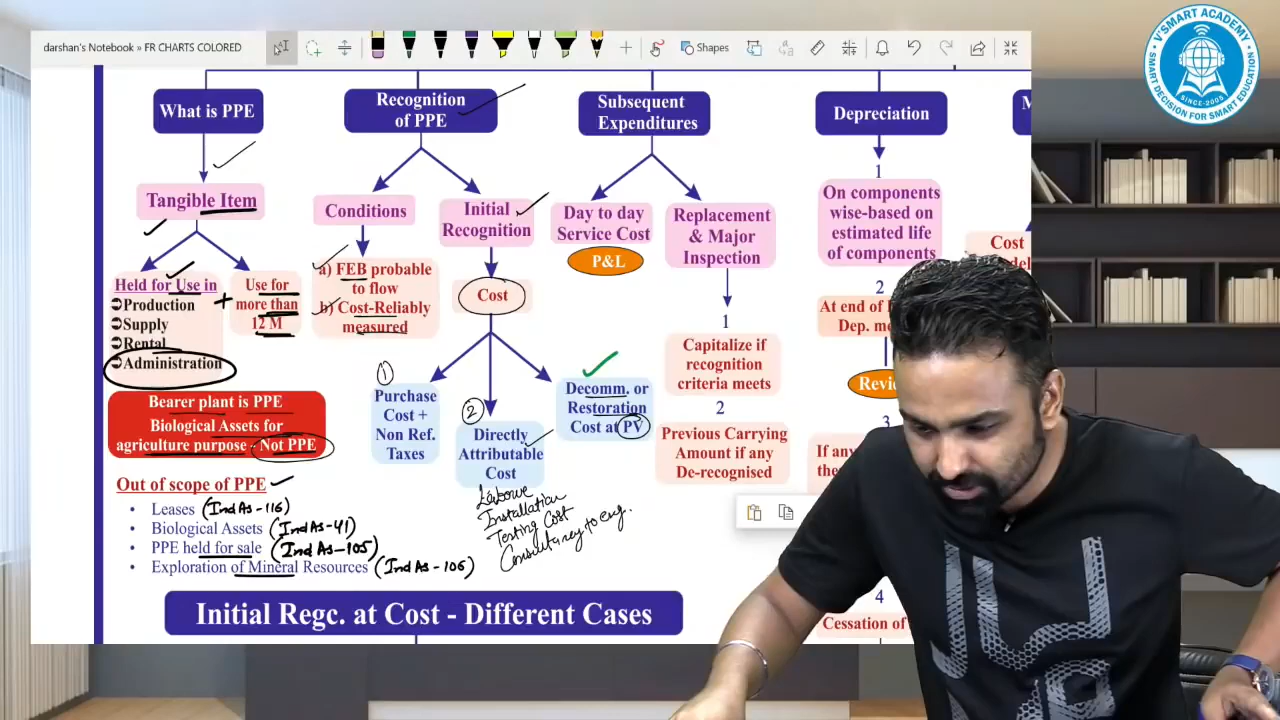 darshan's Notebook » FR CHARTS COLORED
Shapes
V'SMART ACADEMY
SMART DECISION FOR SMART EDUCATION
SINCE-2005
What is PPE
Tangible Item
Held for Use in
Production
Supply
Rental
Administration
+
Use for
more than
12 M
Bearer plant is PPE
Biological Assets for
agriculture purpose - Not PPE
Out of scope of PPE
• Leases (Ind As-116)
• Biological Assets (Ind As-41)
• PPE held for sale (Ind As-105)
• Exploration of Mineral Resources (Ind As-106)
Recognition
of PPE
Conditions
a) FEB probable
to flow
b) Cost-Reliably
measured
Initial
Recognition
Cost
1
Purchase
Cost +
Non Ref.
Taxes
2
Directly
Attributable
Cost
Labour
Installation
Testing Cost
Consultancy to eng.
Decomm. or
Restoration
Cost at PV
Subsequent
Expenditures
Day to day
Service Cost
P&L
Replacement
& Major
Inspection
1
Capitalize if
recognition
criteria meets
2
Previous Carrying
Amount if any
De-recognised
Depreciation
1
On components
wise-based on
estimated life
of components
2
At end of
Dep.
3
If any
4
Cessation of
Cost
Initial Regc. at Cost - Different Cases